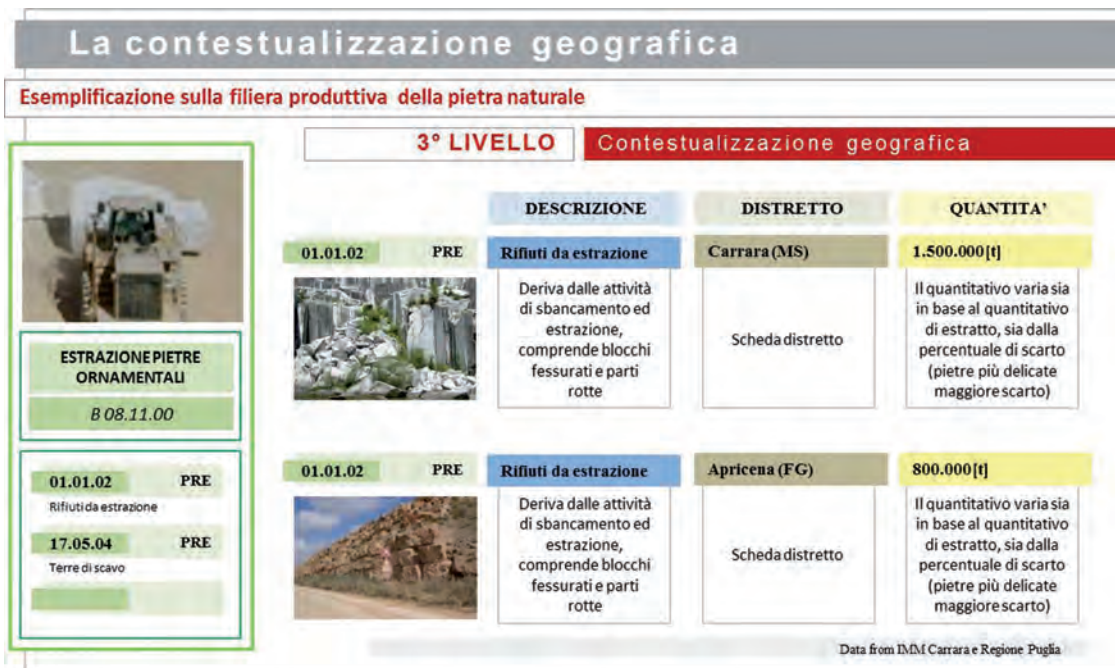 La contestualizzazione geografica
Esemplificazione sulla filiera produttiva della pietra naturale
3° LIVELLO
Contestualizzazione geografica
ESTRAZIONE PIETRE
ORNAMENTALI
B 08.11.00
01.01.02 PRE
Rifiuti da estrazione
17.05.04 PRE
Terre di scavo
DESCRIZIONE DISTRETTO QUANTITA'
01.01.02 PRE Rifiuti da estrazione Carrara (MS) 1.500.000 [t]
Deriva dalle attività
di sbancamento ed
estrazione,
comprende blocchi
fessurati e parti
rotte
Scheda distretto
Il quantitativo varia sia
in base al quantitativo
di estratto, sia dalla
percentuale di scarto
(pietre più delicate
maggiore scarto)
01.01.02 PRE Rifiuti da estrazione Apricena (FG) 800.000 [t]
Deriva dalle attività
di sbancamento ed
estrazione,
comprende blocchi
fessurati e parti
rotte
Scheda distretto
Il quantitativo varia sia
in base al quantitativo
di estratto, sia dalla
percentuale di scarto
(pietre più delicate
maggiore scarto)
Data from IMM Carrara e Regione Puglia